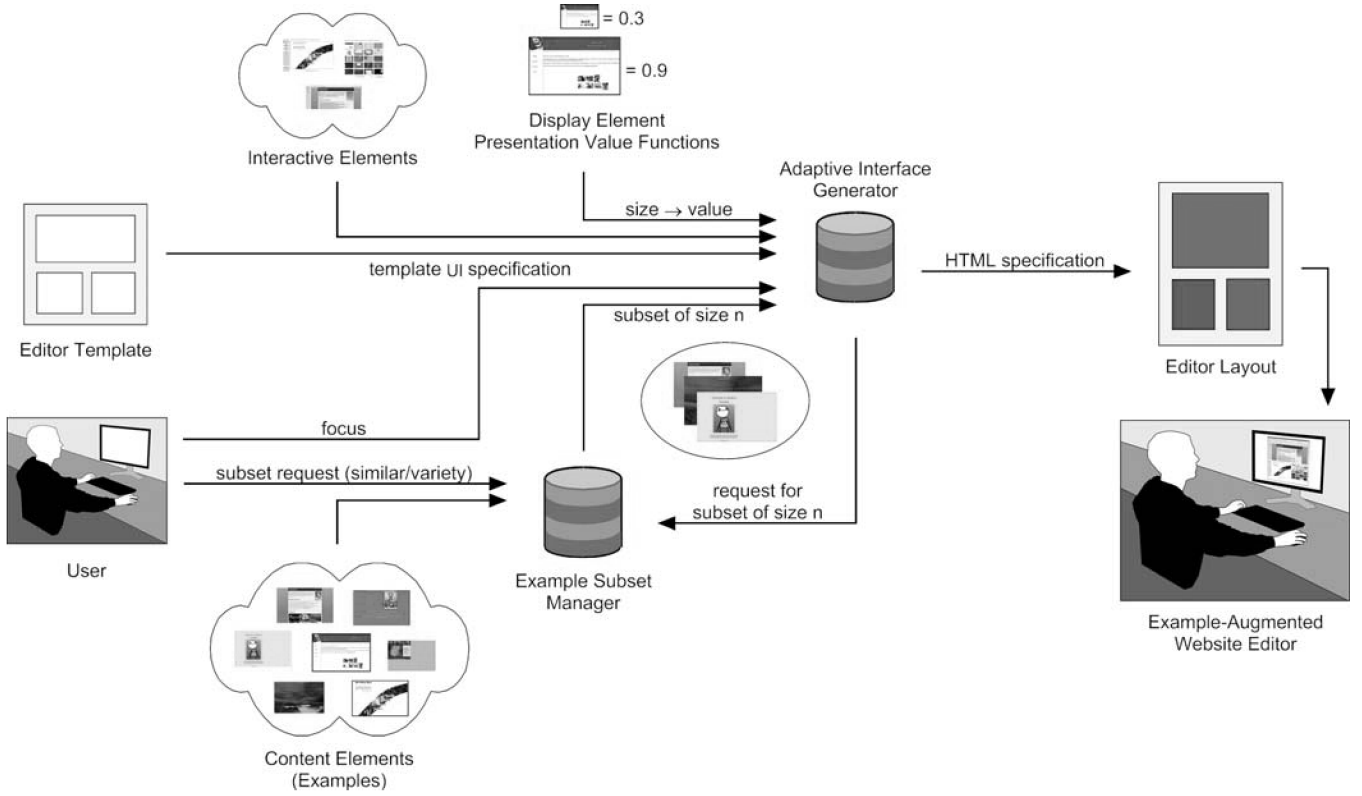 = 0.3
= 0.9
Display Element
Presentation Value Functions
Interactive Elements
Adaptive Interface
Generator
size → value
template UI specification
HTML specification
subset of size n
Editor Template
Editor Layout
focus
subset request (similar/variety)
request for
subset of size n
User
Example Subset
Manager
Example-Augmented
Website Editor
Content Elements
(Examples)